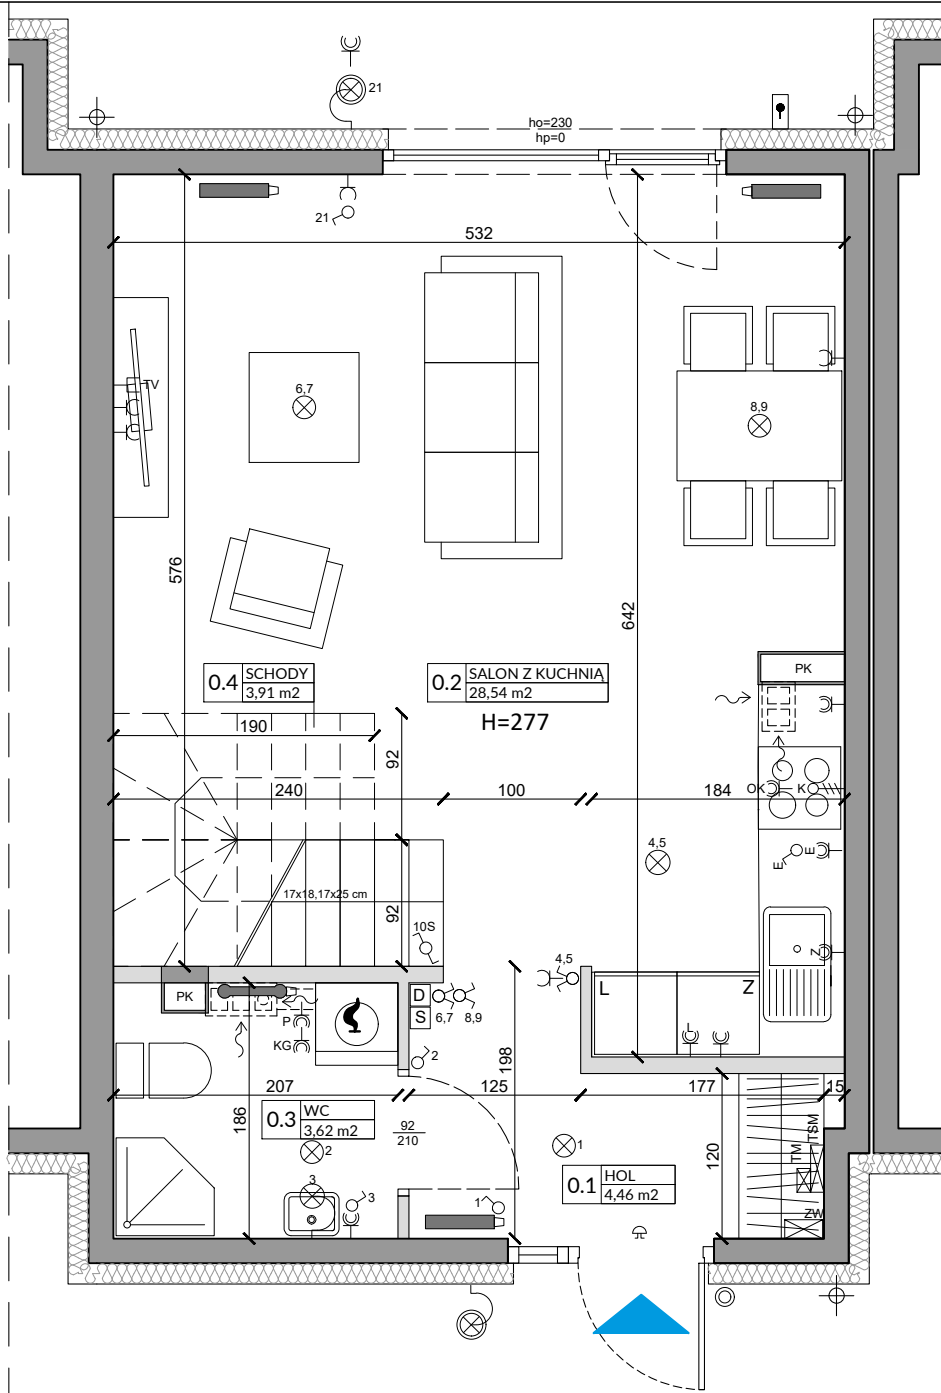 21
ho=230
hp=0
21
532
TV
6,7
8,9
576
642
0.4 SCHODY
3,91 m2
0.2 SALON Z KUCHNIĄ
28,54 m2
H=277
PK
190
92
240
100
184
OK
K
E
E
4,5
17x18,17x25 cm
92
10S
Z
4,5
L
Z
PK
D
S
6,7
8,9
P
KG
2
L
198
207
125
177
15
186
0.3 WC
3,62 m2
92
210
2
1
120
TM
TSM
3
3
1
0.1 HOL
4,46 m2
ZW